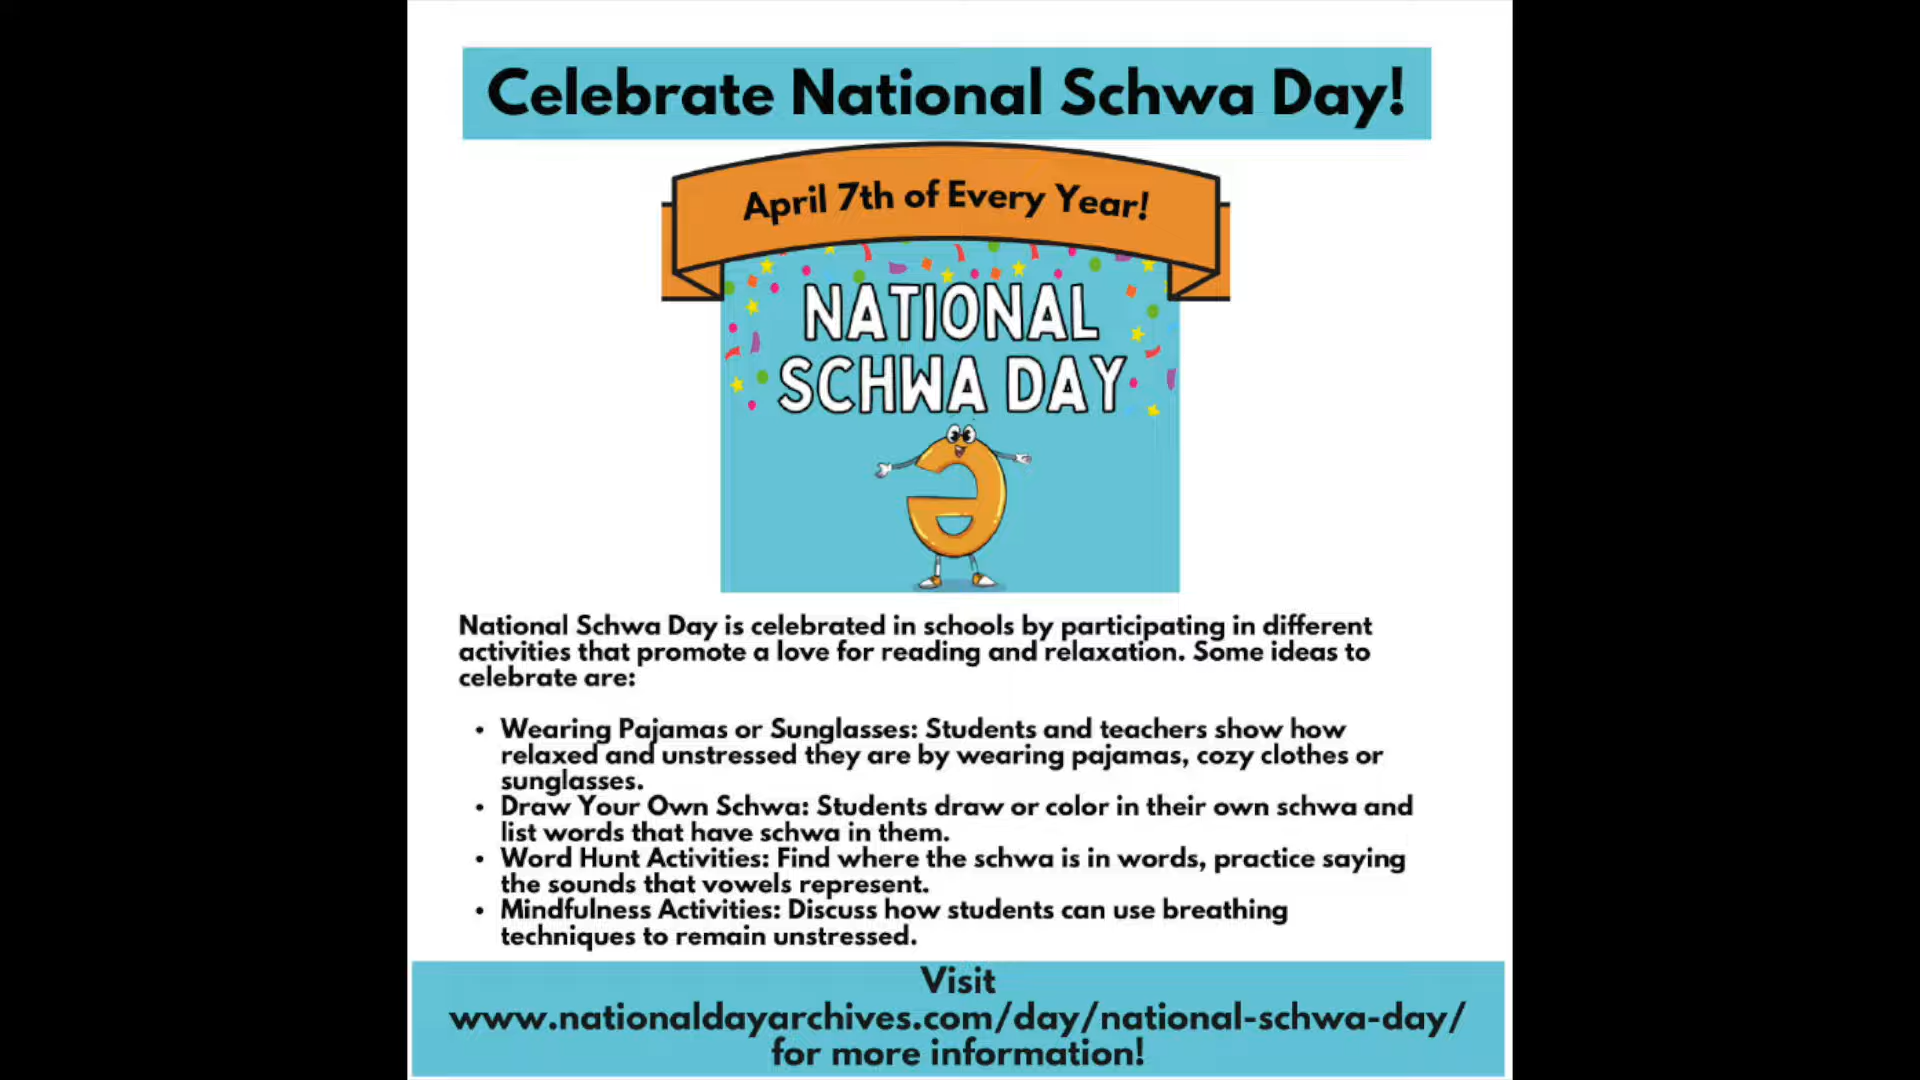 Celebrate National Schwa Day!
April 7th of Every Year!
NATIONAL
SCHWA DAY
ə
National Schwa Day is celebrated in schools by participating in different
activities that promote a love for reading and relaxation. Some ideas to
celebrate are:
• Wearing Pajamas or Sunglasses: Students and teachers show how
relaxed and unstressed they are by wearing pajamas, cozy clothes or
sunglasses.
• Draw Your Own Schwa: Students draw or color in their own schwa and
list words that have schwa in them.
• Word Hunt Activities: Find where the schwa is in words, practice saying
the sounds that vowels represent.
• Mindfulness Activities: Discuss how students can use breathing
techniques to remain unstressed.
Visit
www.nationaldayarchives.com/day/national-schwa-day/
for more information!